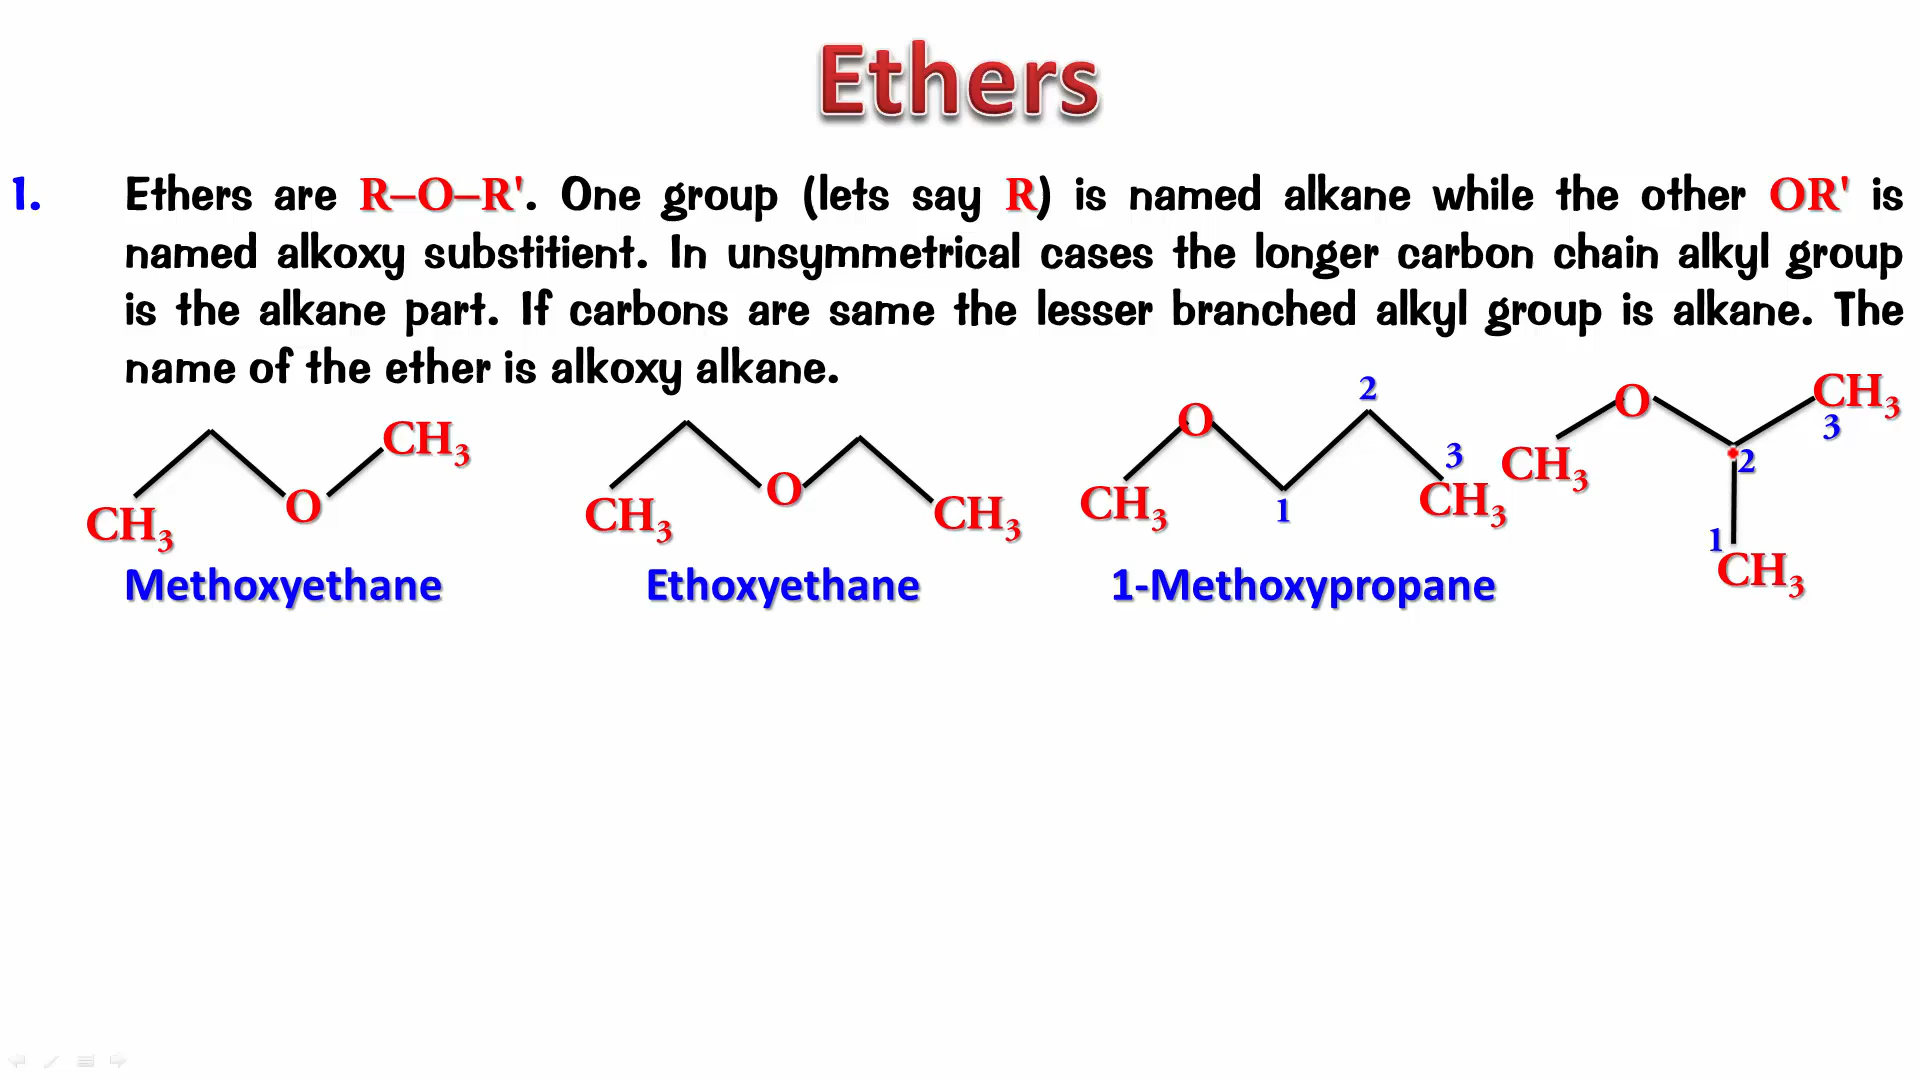 Ethers
1. Ethers are R–O–R'. One group (lets say R) is named alkane while the other OR' is
named alkoxy substitient. In unsymmetrical cases the longer carbon chain alkyl group
is the alkane part. If carbons are same the lesser branched alkyl group is alkane. The
name of the ether is alkoxy alkane.
CH3 O CH3
Methoxyethane
CH3 O CH3
Ethoxyethane
CH3 O 1 2 3 CH3
1-Methoxypropane
CH3 O 2 CH3 3 1 CH3